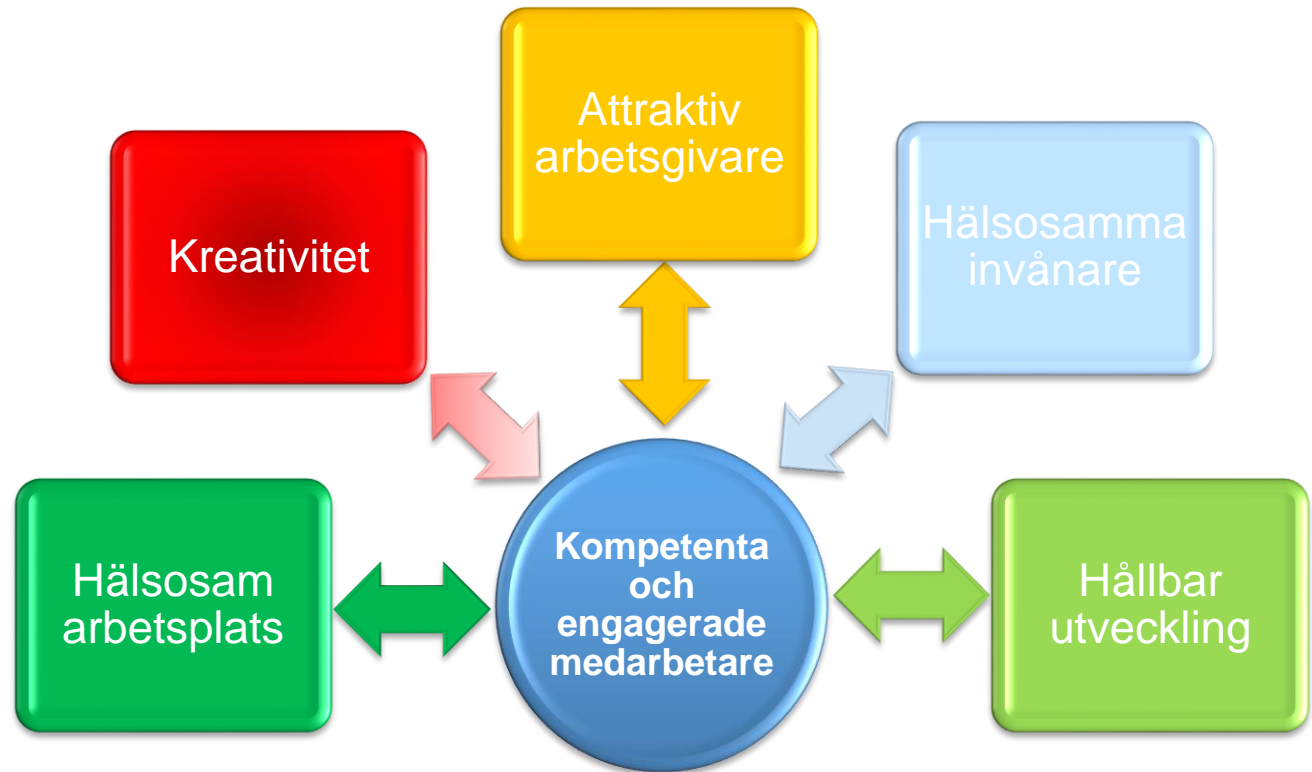 Attraktiv
arbetsgivare
Kreativitet
Hälsosamma
invånare
Hälsosam
arbetsplats
Kompetenta
och
engagerade
medarbetare
Hållbar
utveckling